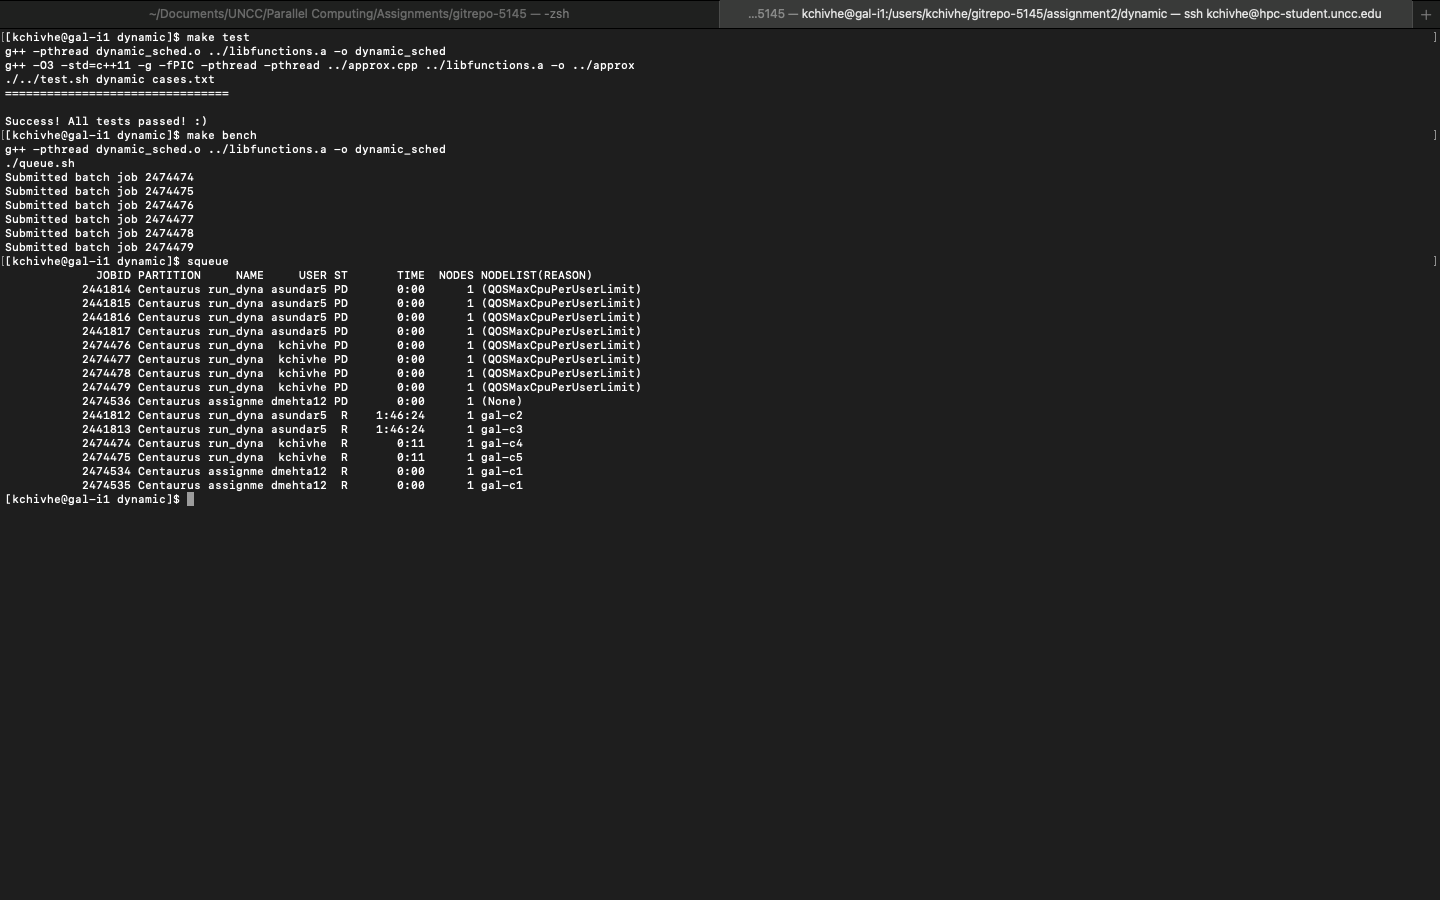 ~/Documents/UNCC/Parallel Computing/Assignments/gitrepo-5145 — -zsh
...5145 — kchivhe@gal-i1:/users/kchivhe/gitrepo-5145/assignment2/dynamic — ssh kchivhe@hpc-student.uncc.edu +
[[kchivhe@gal-i1 dynamic]$ make test ]
g++ -pthread dynamic_sched.o ../libfunctions.a -o dynamic_sched
g++ -O3 -std=c++11 -g -fPIC -pthread -pthread ../approx.cpp ../libfunctions.a -o ../approx
./../test.sh dynamic cases.txt
================================
Success! All tests passed! :)
[[kchivhe@gal-i1 dynamic]$ make bench ]
g++ -pthread dynamic_sched.o ../libfunctions.a -o dynamic_sched
./queue.sh
Submitted batch job 2474474
Submitted batch job 2474475
Submitted batch job 2474476
Submitted batch job 2474477
Submitted batch job 2474478
Submitted batch job 2474479
[[kchivhe@gal-i1 dynamic]$ squeue ]
JOBID PARTITION NAME USER ST TIME NODES NODELIST(REASON)
2441814 Centaurus run_dyna asundar5 PD 0:00 1 (QOSMaxCpuPerUserLimit)
2441815 Centaurus run_dyna asundar5 PD 0:00 1 (QOSMaxCpuPerUserLimit)
2441816 Centaurus run_dyna asundar5 PD 0:00 1 (QOSMaxCpuPerUserLimit)
2441817 Centaurus run_dyna asundar5 PD 0:00 1 (QOSMaxCpuPerUserLimit)
2474476 Centaurus run_dyna kchivhe PD 0:00 1 (QOSMaxCpuPerUserLimit)
2474477 Centaurus run_dyna kchivhe PD 0:00 1 (QOSMaxCpuPerUserLimit)
2474478 Centaurus run_dyna kchivhe PD 0:00 1 (QOSMaxCpuPerUserLimit)
2474479 Centaurus run_dyna kchivhe PD 0:00 1 (QOSMaxCpuPerUserLimit)
2474536 Centaurus assignme dmehta12 PD 0:00 1 (None)
2441812 Centaurus run_dyna asundar5 R 1:46:24 1 gal-c2
2441813 Centaurus run_dyna asundar5 R 1:46:24 1 gal-c3
2474474 Centaurus run_dyna kchivhe R 0:11 1 gal-c4
2474475 Centaurus run_dyna kchivhe R 0:11 1 gal-c5
2474534 Centaurus assignme dmehta12 R 0:00 1 gal-c1
2474535 Centaurus assignme dmehta12 R 0:00 1 gal-c1
[kchivhe@gal-i1 dynamic]$